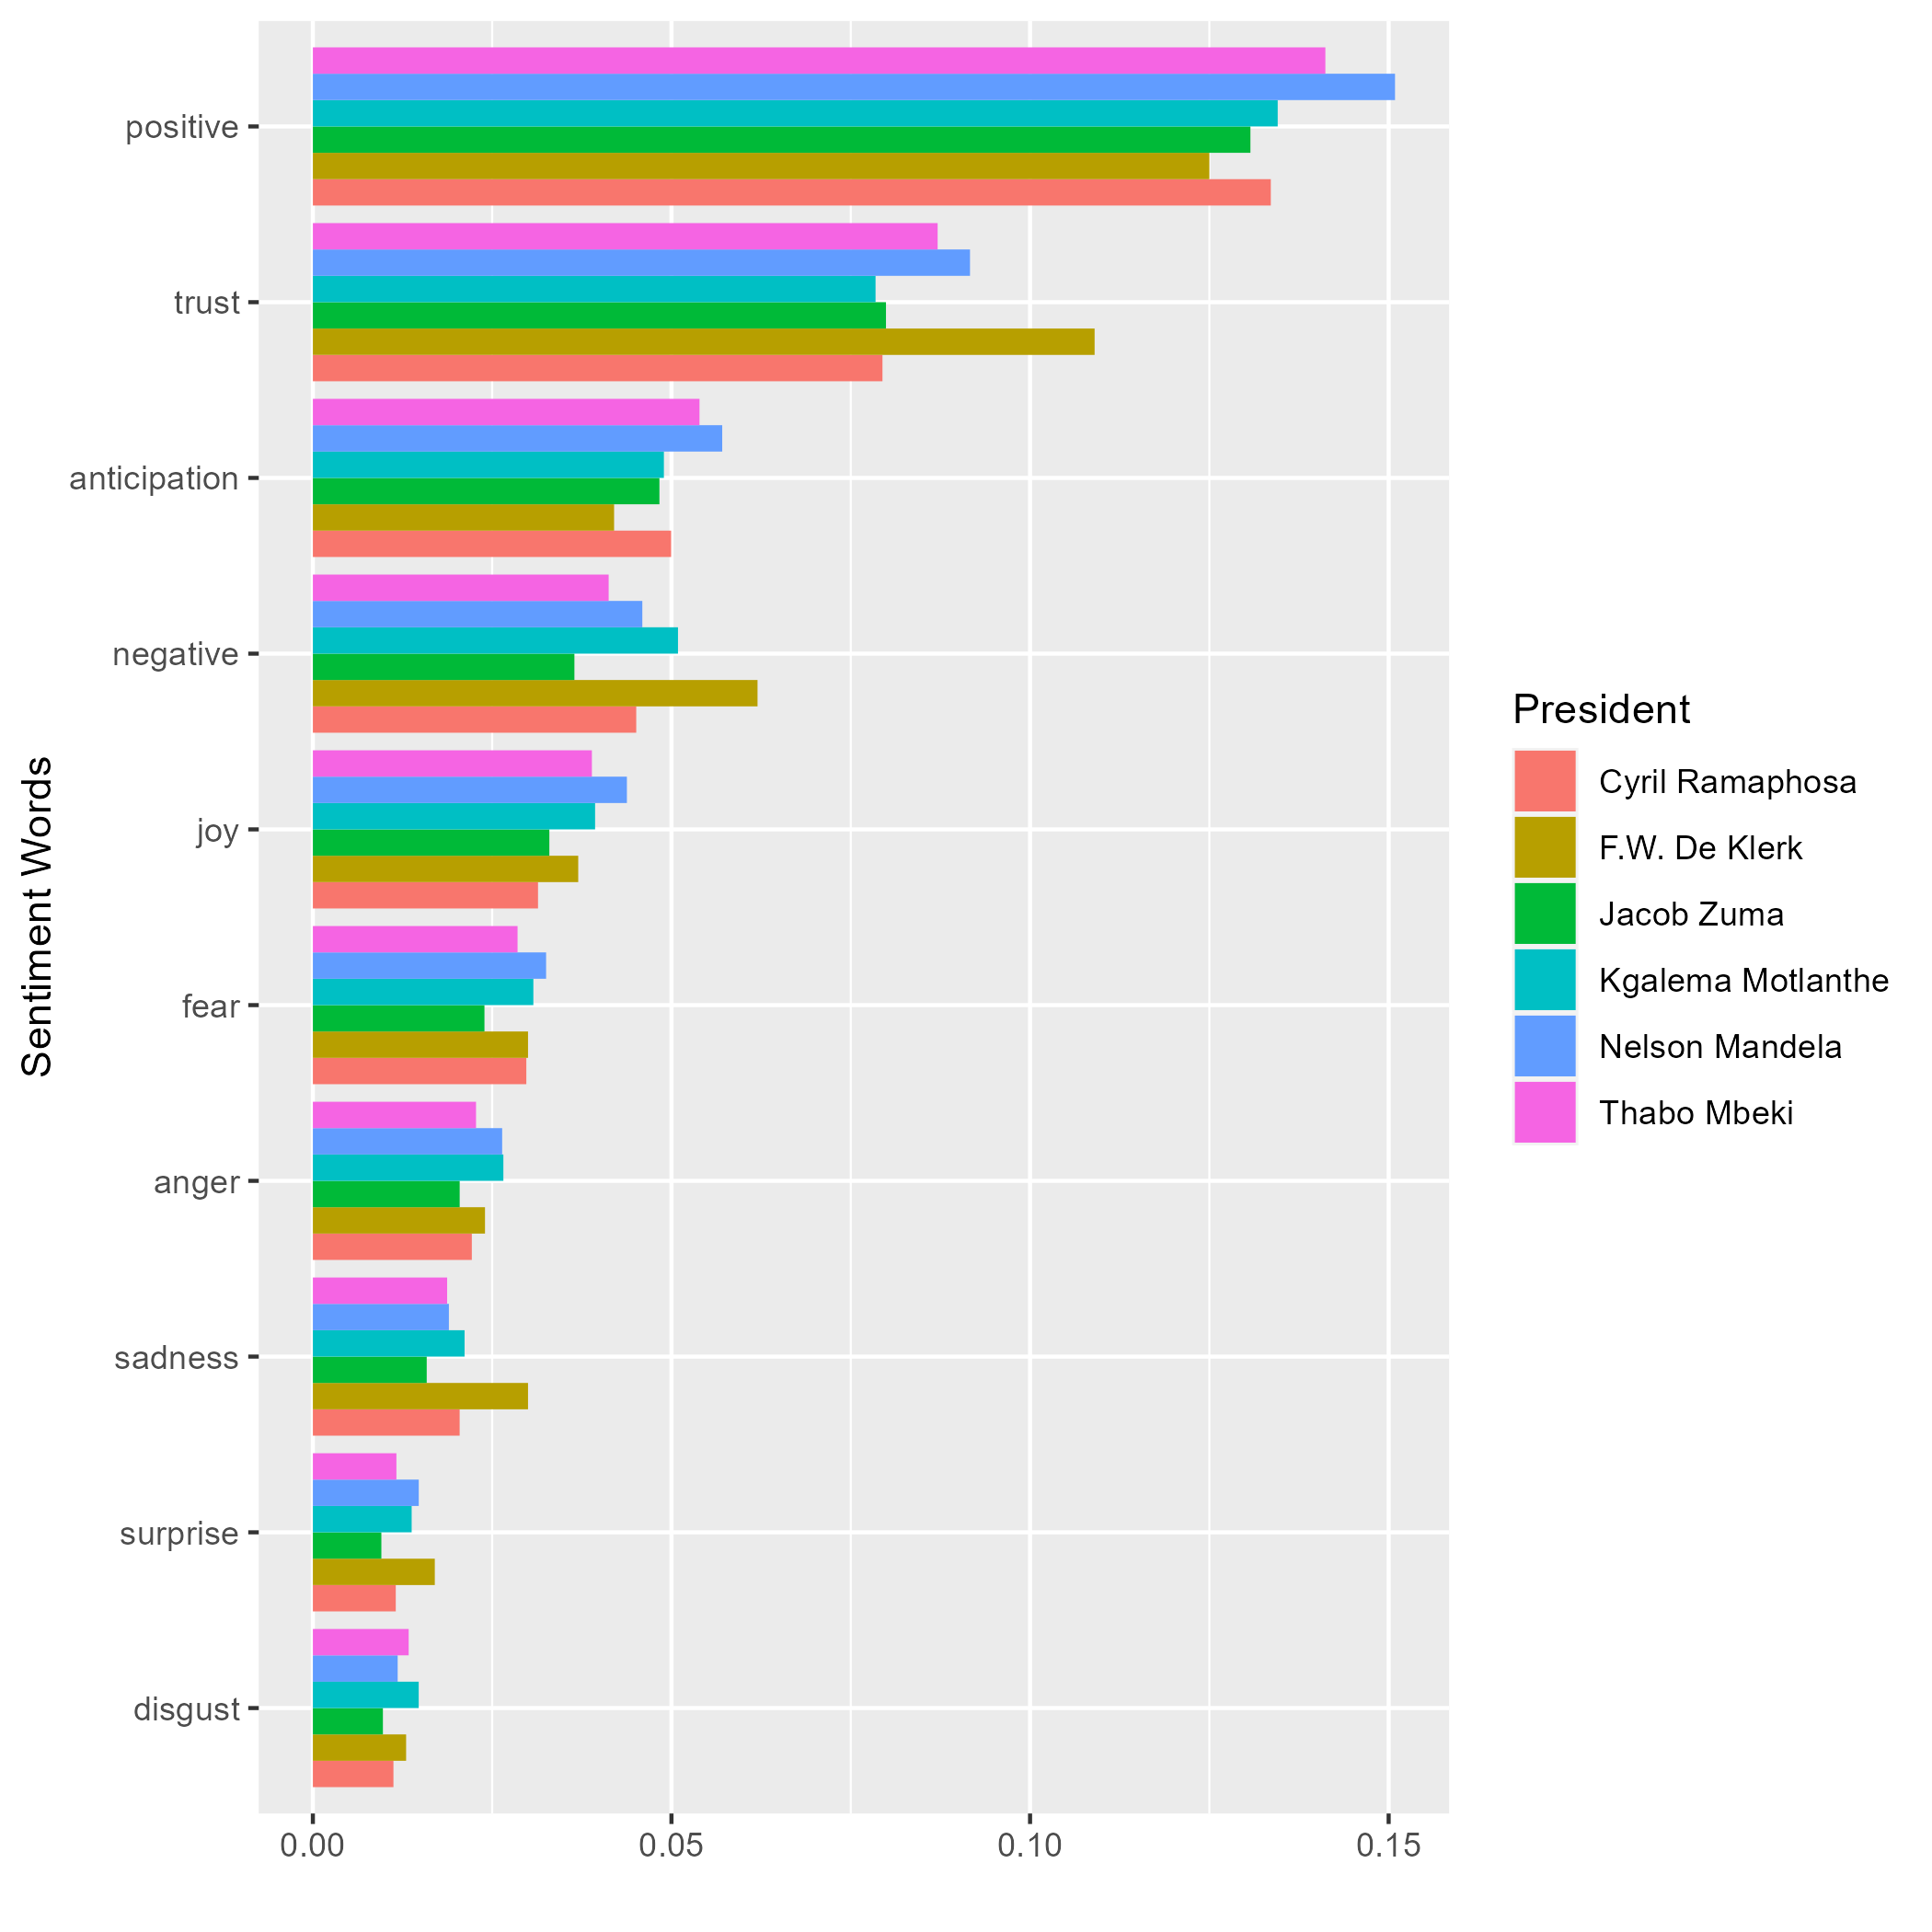 positive
trust
anticipation
negative
joy
fear
anger
sadness
surprise
disgust
Sentiment Words
0.00
0.05
0.10
0.15
President
Cyril Ramaphosa
F.W. De Klerk
Jacob Zuma
Kgalema Motlanthe
Nelson Mandela
Thabo Mbeki